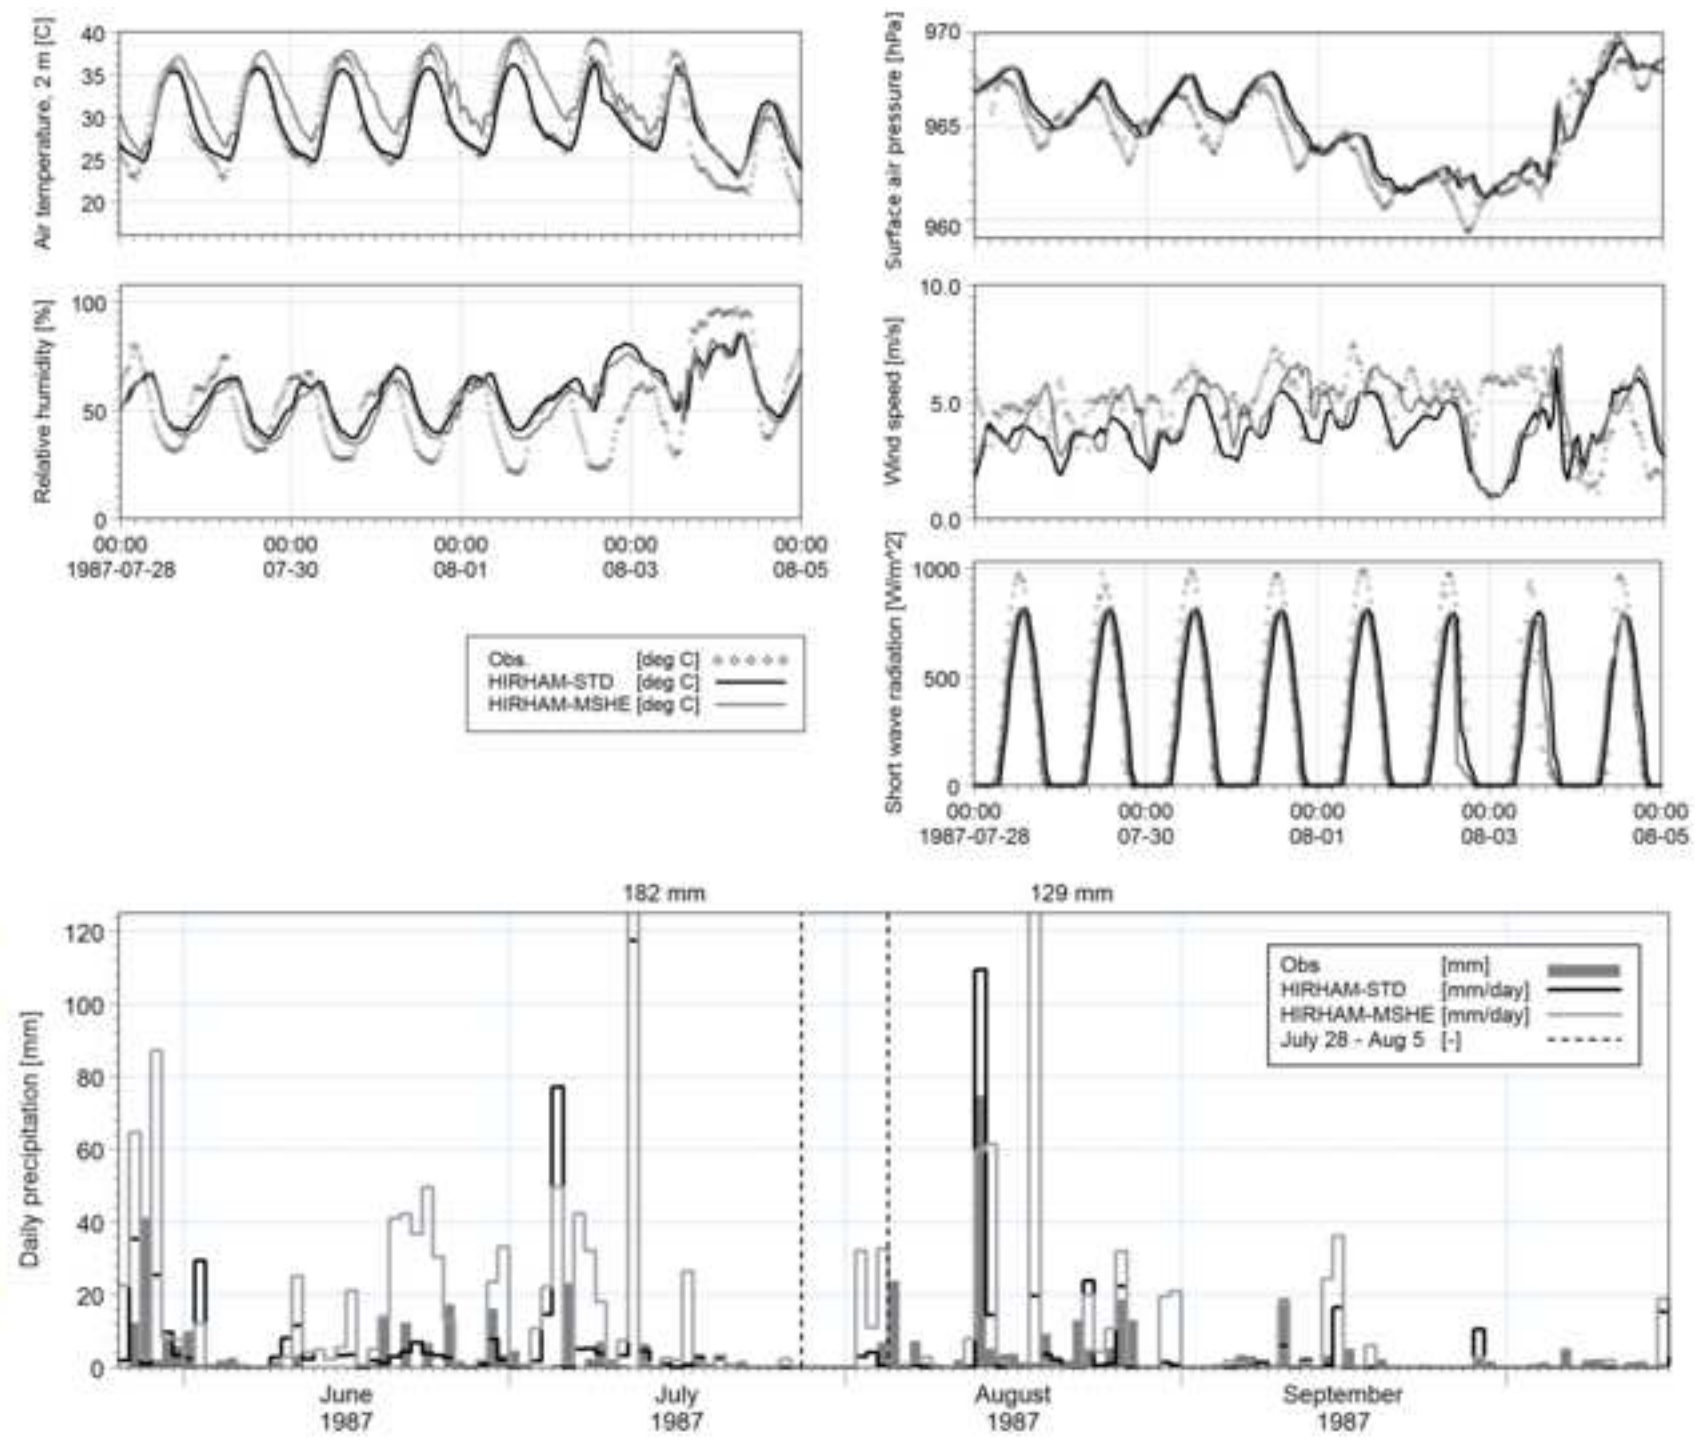 Air temperature, 2 m [C]
40
35
30
25
20
Relative humidity [%]
100
50
0
00:00 00:00 00:00 00:00 00:00
1987-07-28 07-30 08-01 08-03 08-05
Obs. [deg C]
HIRHAM-STD [deg C]
HIRHAM-MSHE [deg C]
Surface air pressure [hPa]
970
965
960
Wind speed [m/s]
10.0
5.0
0.0
Short wave radiation [W/m^2]
1000
500
0
00:00 00:00 00:00 00:00 00:00
1987-07-28 07-30 08-01 08-03 08-05
182 mm 129 mm
Daily precipitation [mm]
120
100
80
60
40
20
0
Obs [mm]
HIRHAM-STD [mm/day]
HIRHAM-MSHE [mm/day]
July 28 - Aug 5 [-]
June July August September
1987 1987 1987 1987